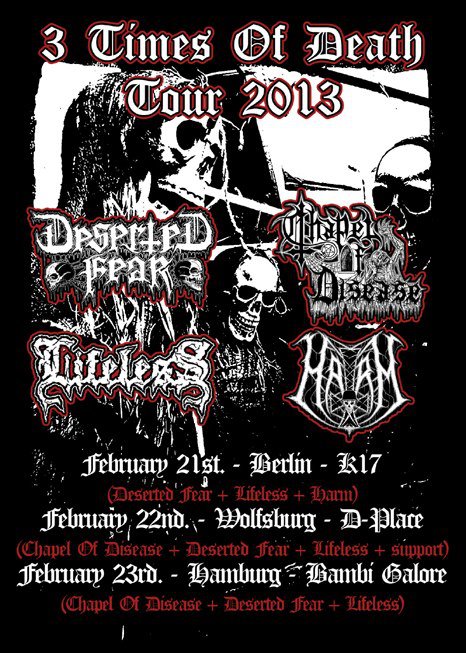 3 Times Of Death
Tour 2013
Deserted
Fear
Chapel
of
Disease
Lifeless
Harm
February 21st. - Berlin - K17
(Deserted Fear + Lifeless + Harm)
February 22nd. - Wolfsburg - D-Place
(Chapel Of Disease + Deserted Fear + Lifeless + support)
February 23rd. - Hamburg - Bambi Galore
(Chapel Of Disease + Deserted Fear + Lifeless)